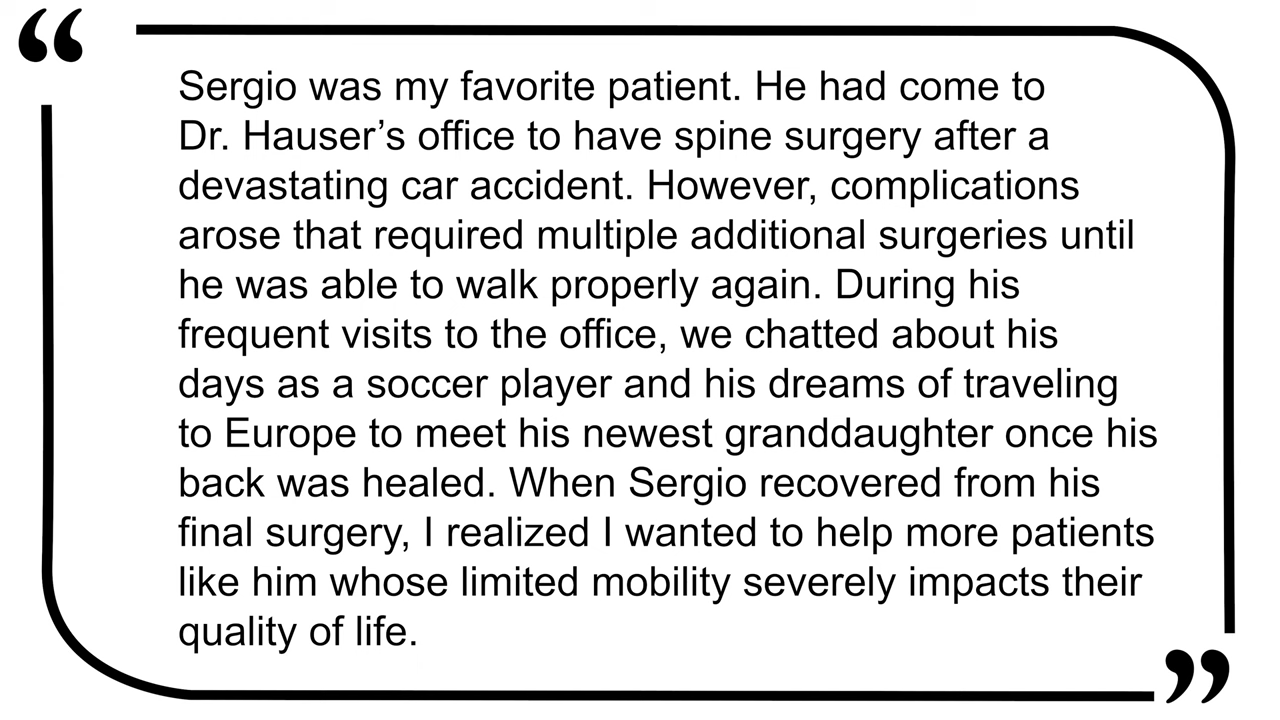 Sergio was my favorite patient. He had come to
Dr. Hauser’s office to have spine surgery after a
devastating car accident. However, complications
arose that required multiple additional surgeries until
he was able to walk properly again. During his
frequent visits to the office, we chatted about his
days as a soccer player and his dreams of traveling
to Europe to meet his newest granddaughter once his
back was healed. When Sergio recovered from his
final surgery, I realized I wanted to help more patients
like him whose limited mobility severely impacts their
quality of life.